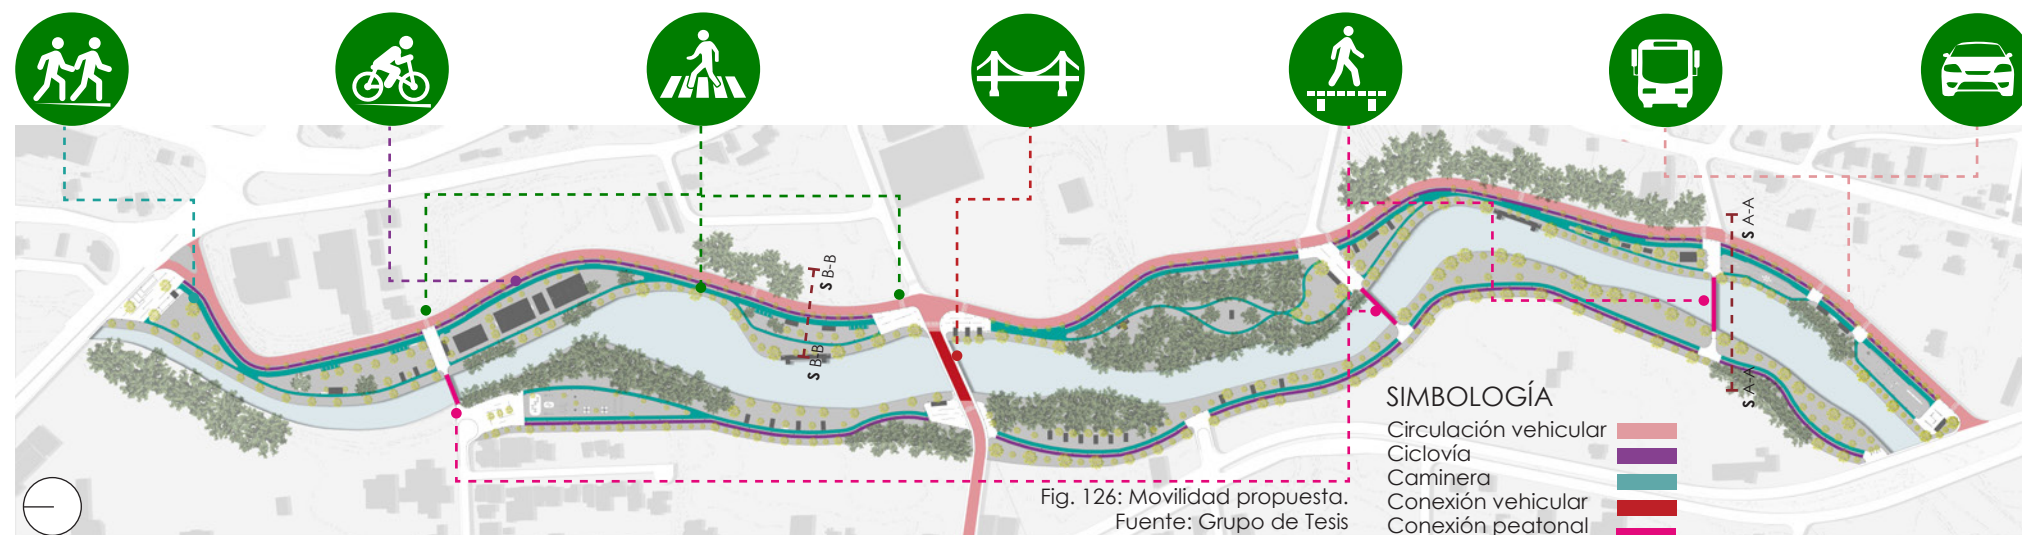 S B-B
S B-B
S A-A
S A-A
SIMBOLOGÍA
Circulación vehicular
Ciclovía
Caminera
Conexión vehicular
Conexión peatonal
Fig. 126: Movilidad propuesta.
Fuente: Grupo de Tesis